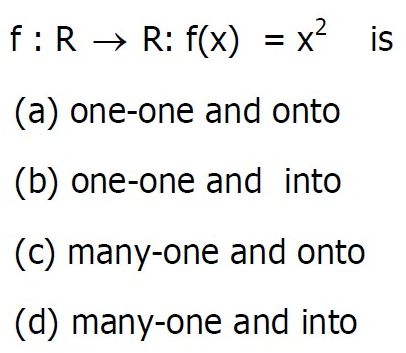 f : R → R: f(x) = x² is
(a) one-one and onto
(b) one-one and into
(c) many-one and onto
(d) many-one and into